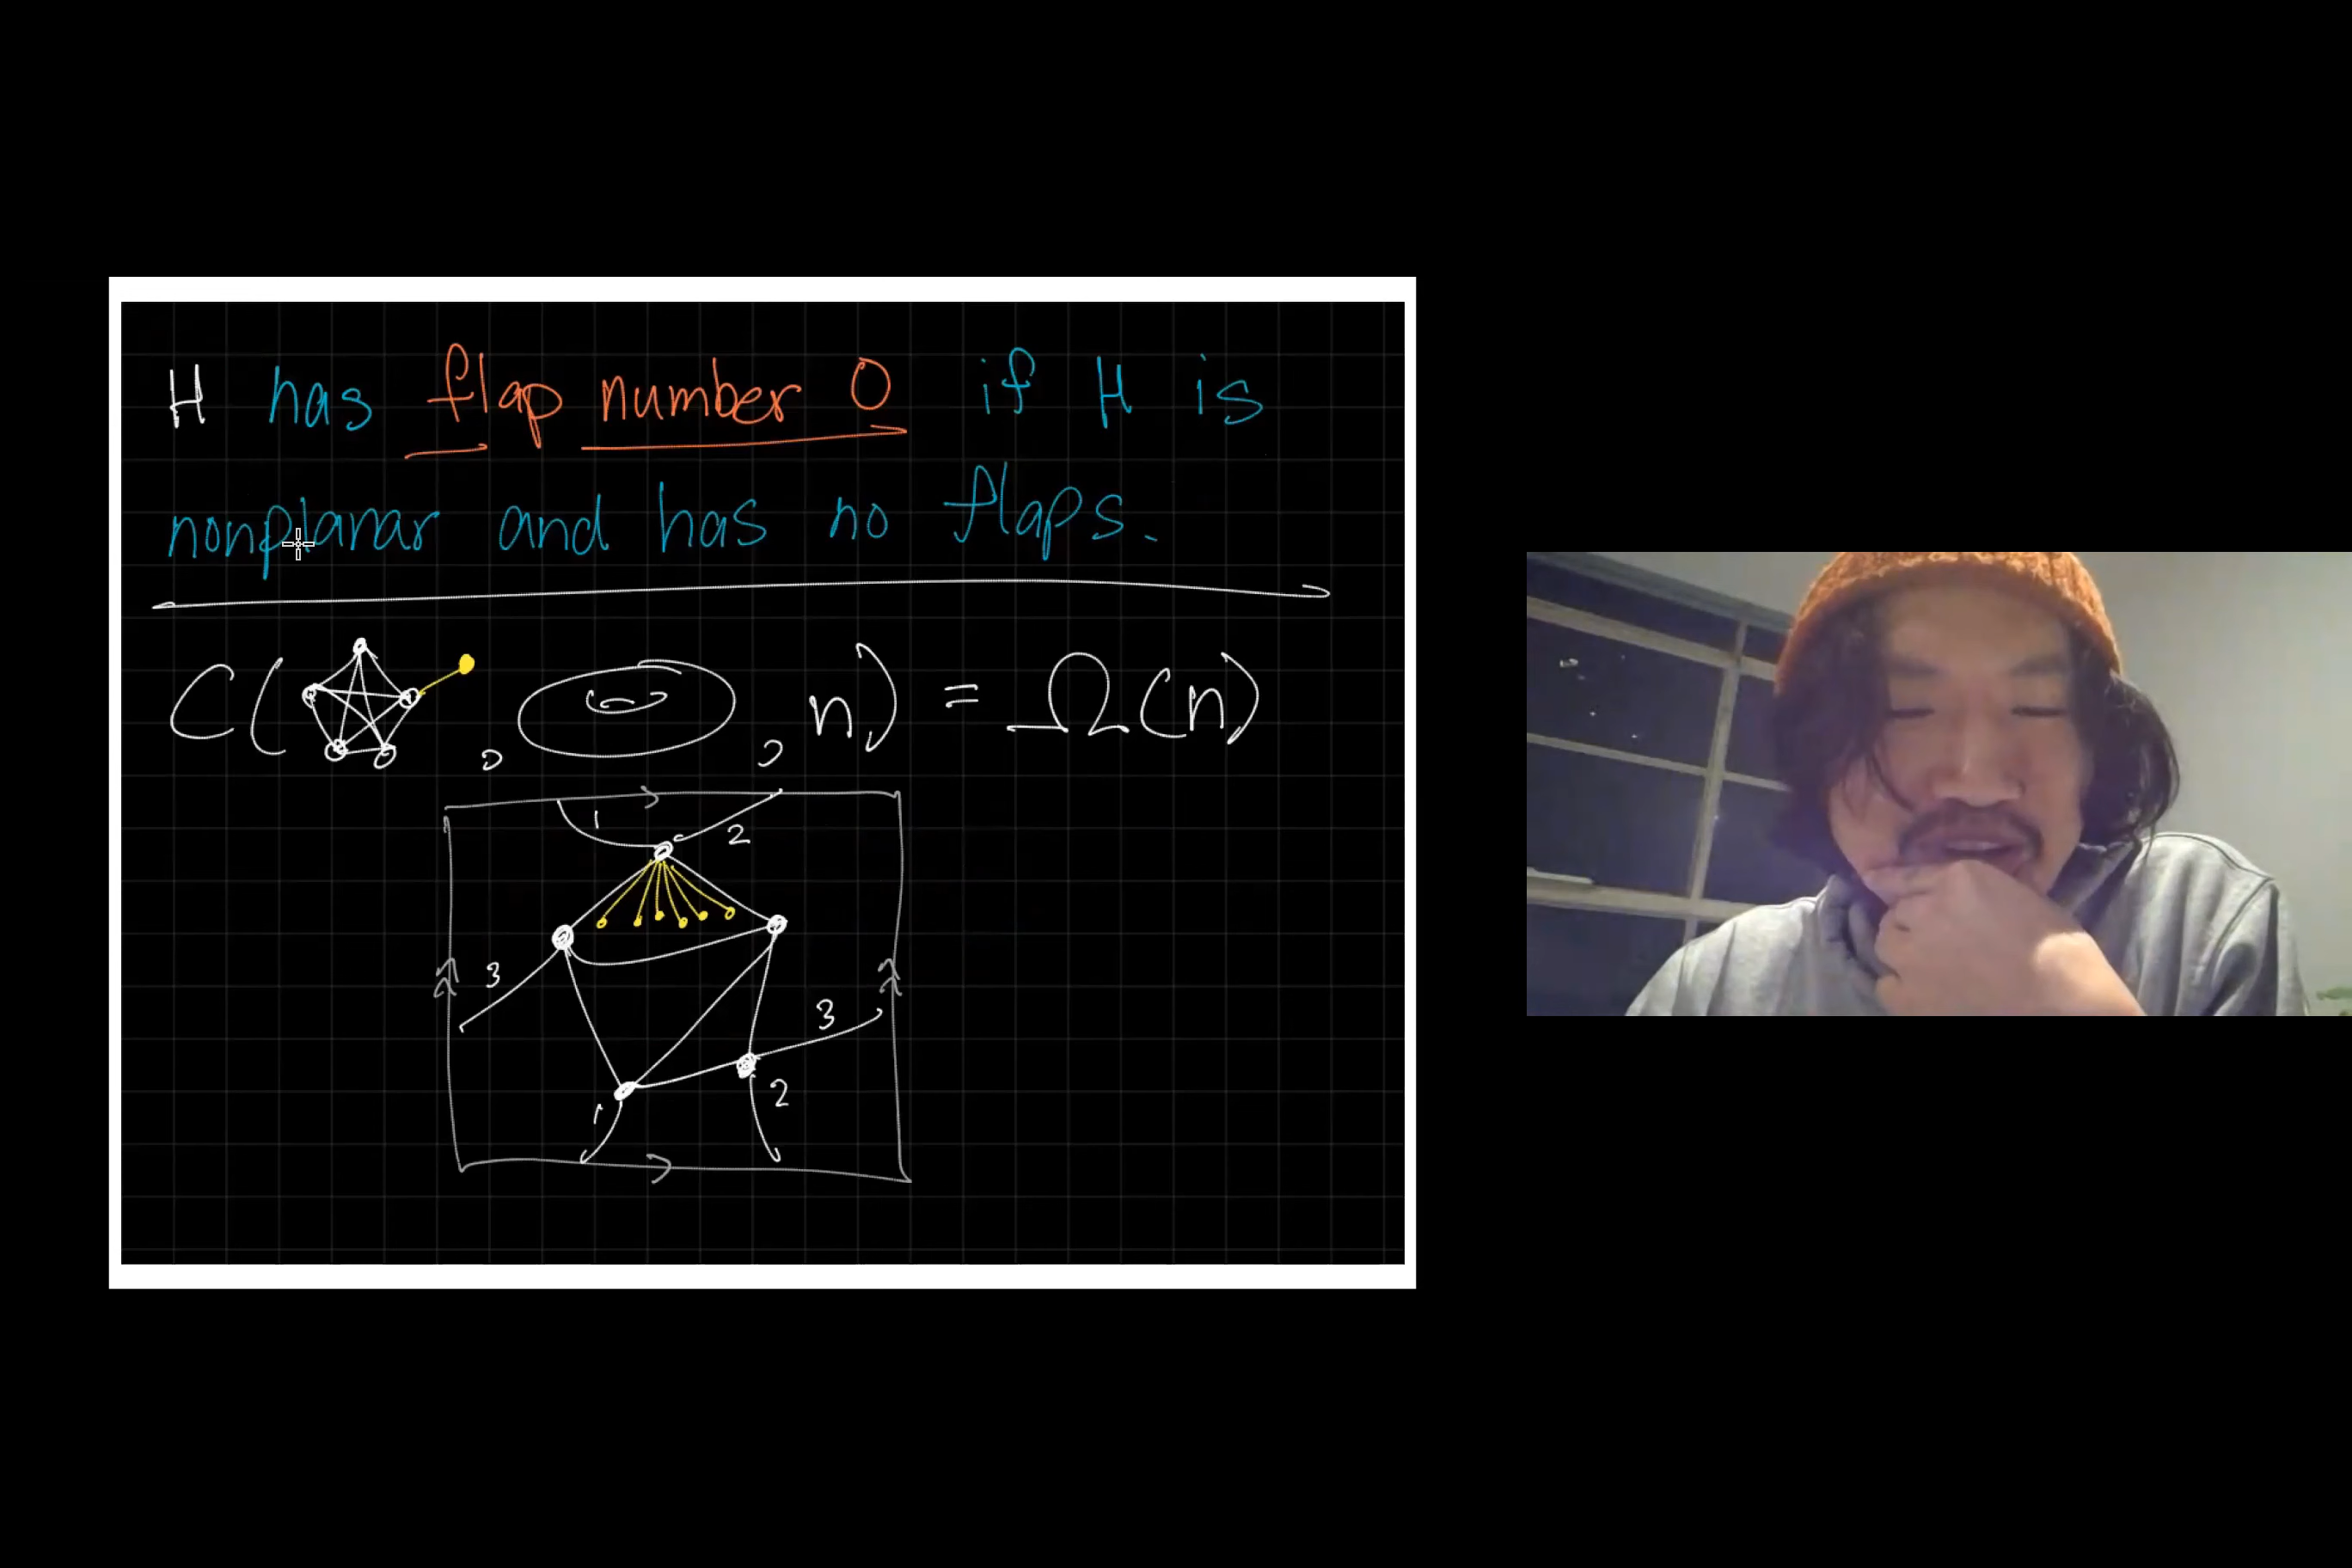 H has flap number 0 if H is
nonplanar and has no flaps.
C( , , n) = Ω(n)
1
2
3
3
1
2